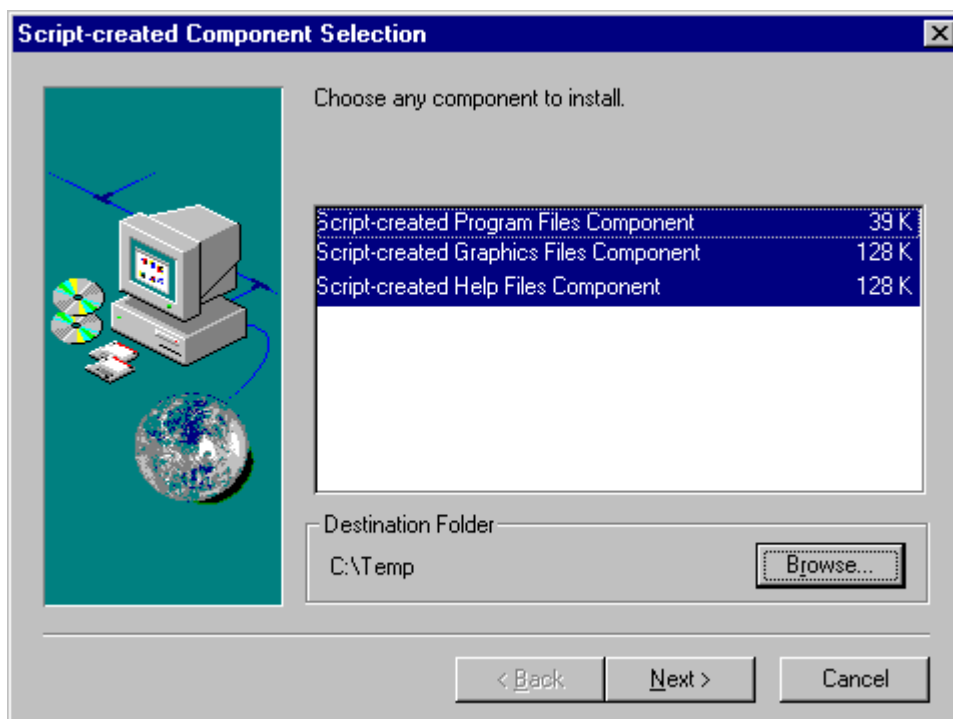 Script-created Component Selection
Choose any component to install.
Script-created Program Files Component 39 K
Script-created Graphics Files Component 128 K
Script-created Help Files Component 128 K
Destination Folder
C:\Temp
Browse...
< Back Next > Cancel